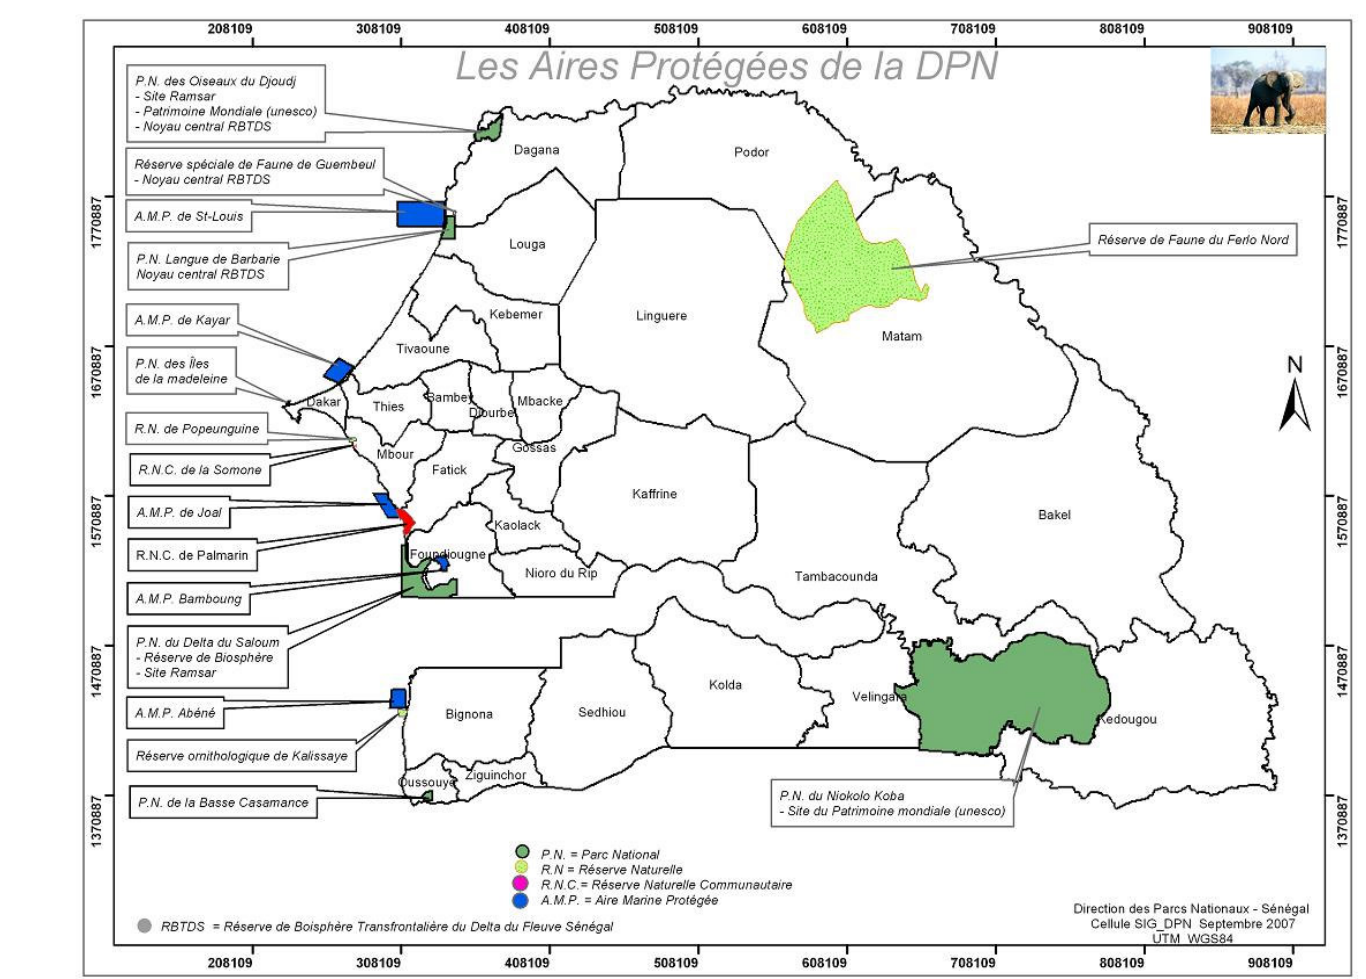 208109 308109 408109 508109 608109 708109 808109 908109
Les Aires Protégées de la DPN
P.N. des Oiseaux du Djoudj
- Site Ramsar
- Patrimoine Mondiale (unesco)
- Noyau central RBTDS
Réserve spéciale de Faune de Guembeul
- Noyau central RBTDS
A.M.P. de St-Louis
P.N. Langue de Barbarie
Noyau central RBTDS
A.M.P. de Kayar
P.N. des Îles
de la madeleine
R.N. de Popeunguine
R.N.C. de la Somone
A.M.P. de Joal
R.N.C. de Palmarin
A.M.P. Bamboung
P.N. du Delta du Saloum
- Réserve de Biosphère
- Site Ramsar
A.M.P. Abéné
Réserve ornithologique de Kalissaye
P.N. de la Basse Casamance
Réserve de Faune du Ferlo Nord
P.N. du Niokolo Koba
- Site du Patrimoine mondiale (unesco)
Dagana
Podor
Louga
Kebemer
Linguere
Matam
Tivaoune
Dakar
Thies
Bambey
Diourbel
Mbacke
Mbour
Fatick
Gossas
Kaffrine
Bakel
Kaolack
Foundiougne
Nioro du Rip
Tambacounda
Kolda
Velingara
Kedougou
Bignona
Sedhiou
Oussouye
Ziguinchor
N
1770887
1670887
1570887
1470887
1370887
1770887
1670887
1570887
1470887
1370887
P.N. = Parc National
R.N = Réserve Naturelle
R.N.C.= Réserve Naturelle Communautaire
A.M.P. = Aire Marine Protégée
RBTDS = Réserve de Boisphère Transfrontalière du Delta du Fleuve Sénégal
Direction des Parcs Nationaux - Sénégal
Cellule SIG_DPN Septembre 2007
UTM WGS84
208109 308109 408109 508109 608109 708109 808109 908109